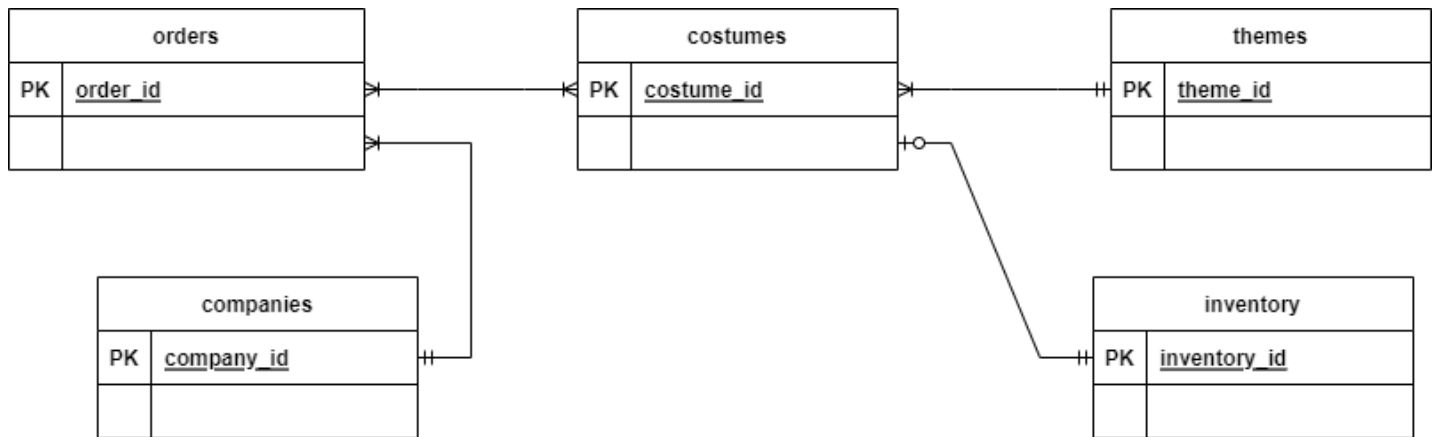 orders
PK order_id
costumes
PK costume_id
themes
PK theme_id
companies
PK company_id
inventory
PK inventory_id